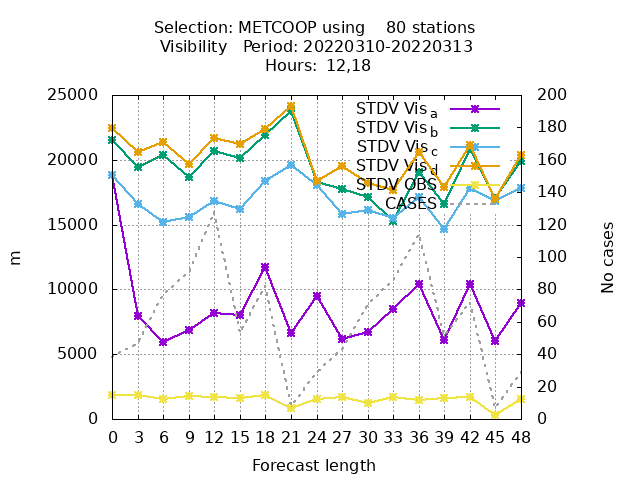 Selection: METCOOP using 80 stations
Visibility Period: 20220310-20220313
Hours: 12,18
25000
20000
15000
10000
5000
0
m
200
180
160
140
120
100
80
60
40
20
0
No cases
STDV Vis a
STDV Vis b
STDV Vis c
STDV Vis d
STDV OBS
CASES
0 3 6 9 12 15 18 21 24 27 30 33 36 39 42 45 48
Forecast length